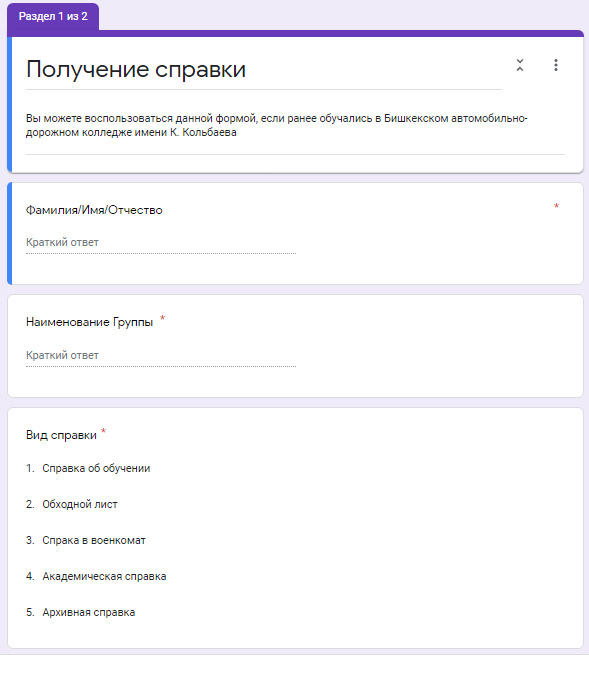 Раздел 1 из 2
Получение справки
Вы можете воспользоваться данной формой, если ранее обучались в Бишкекском автомобильно-
дорожном колледже имени К. Кольбаева
Фамилия/Имя/Отчество *
Краткий ответ
Наименование Группы *
Краткий ответ
Вид справки *
1. Справка об обучении
2. Обходной лист
3. Спрака в военкомат
4. Академическая справка
5. Архивная справка